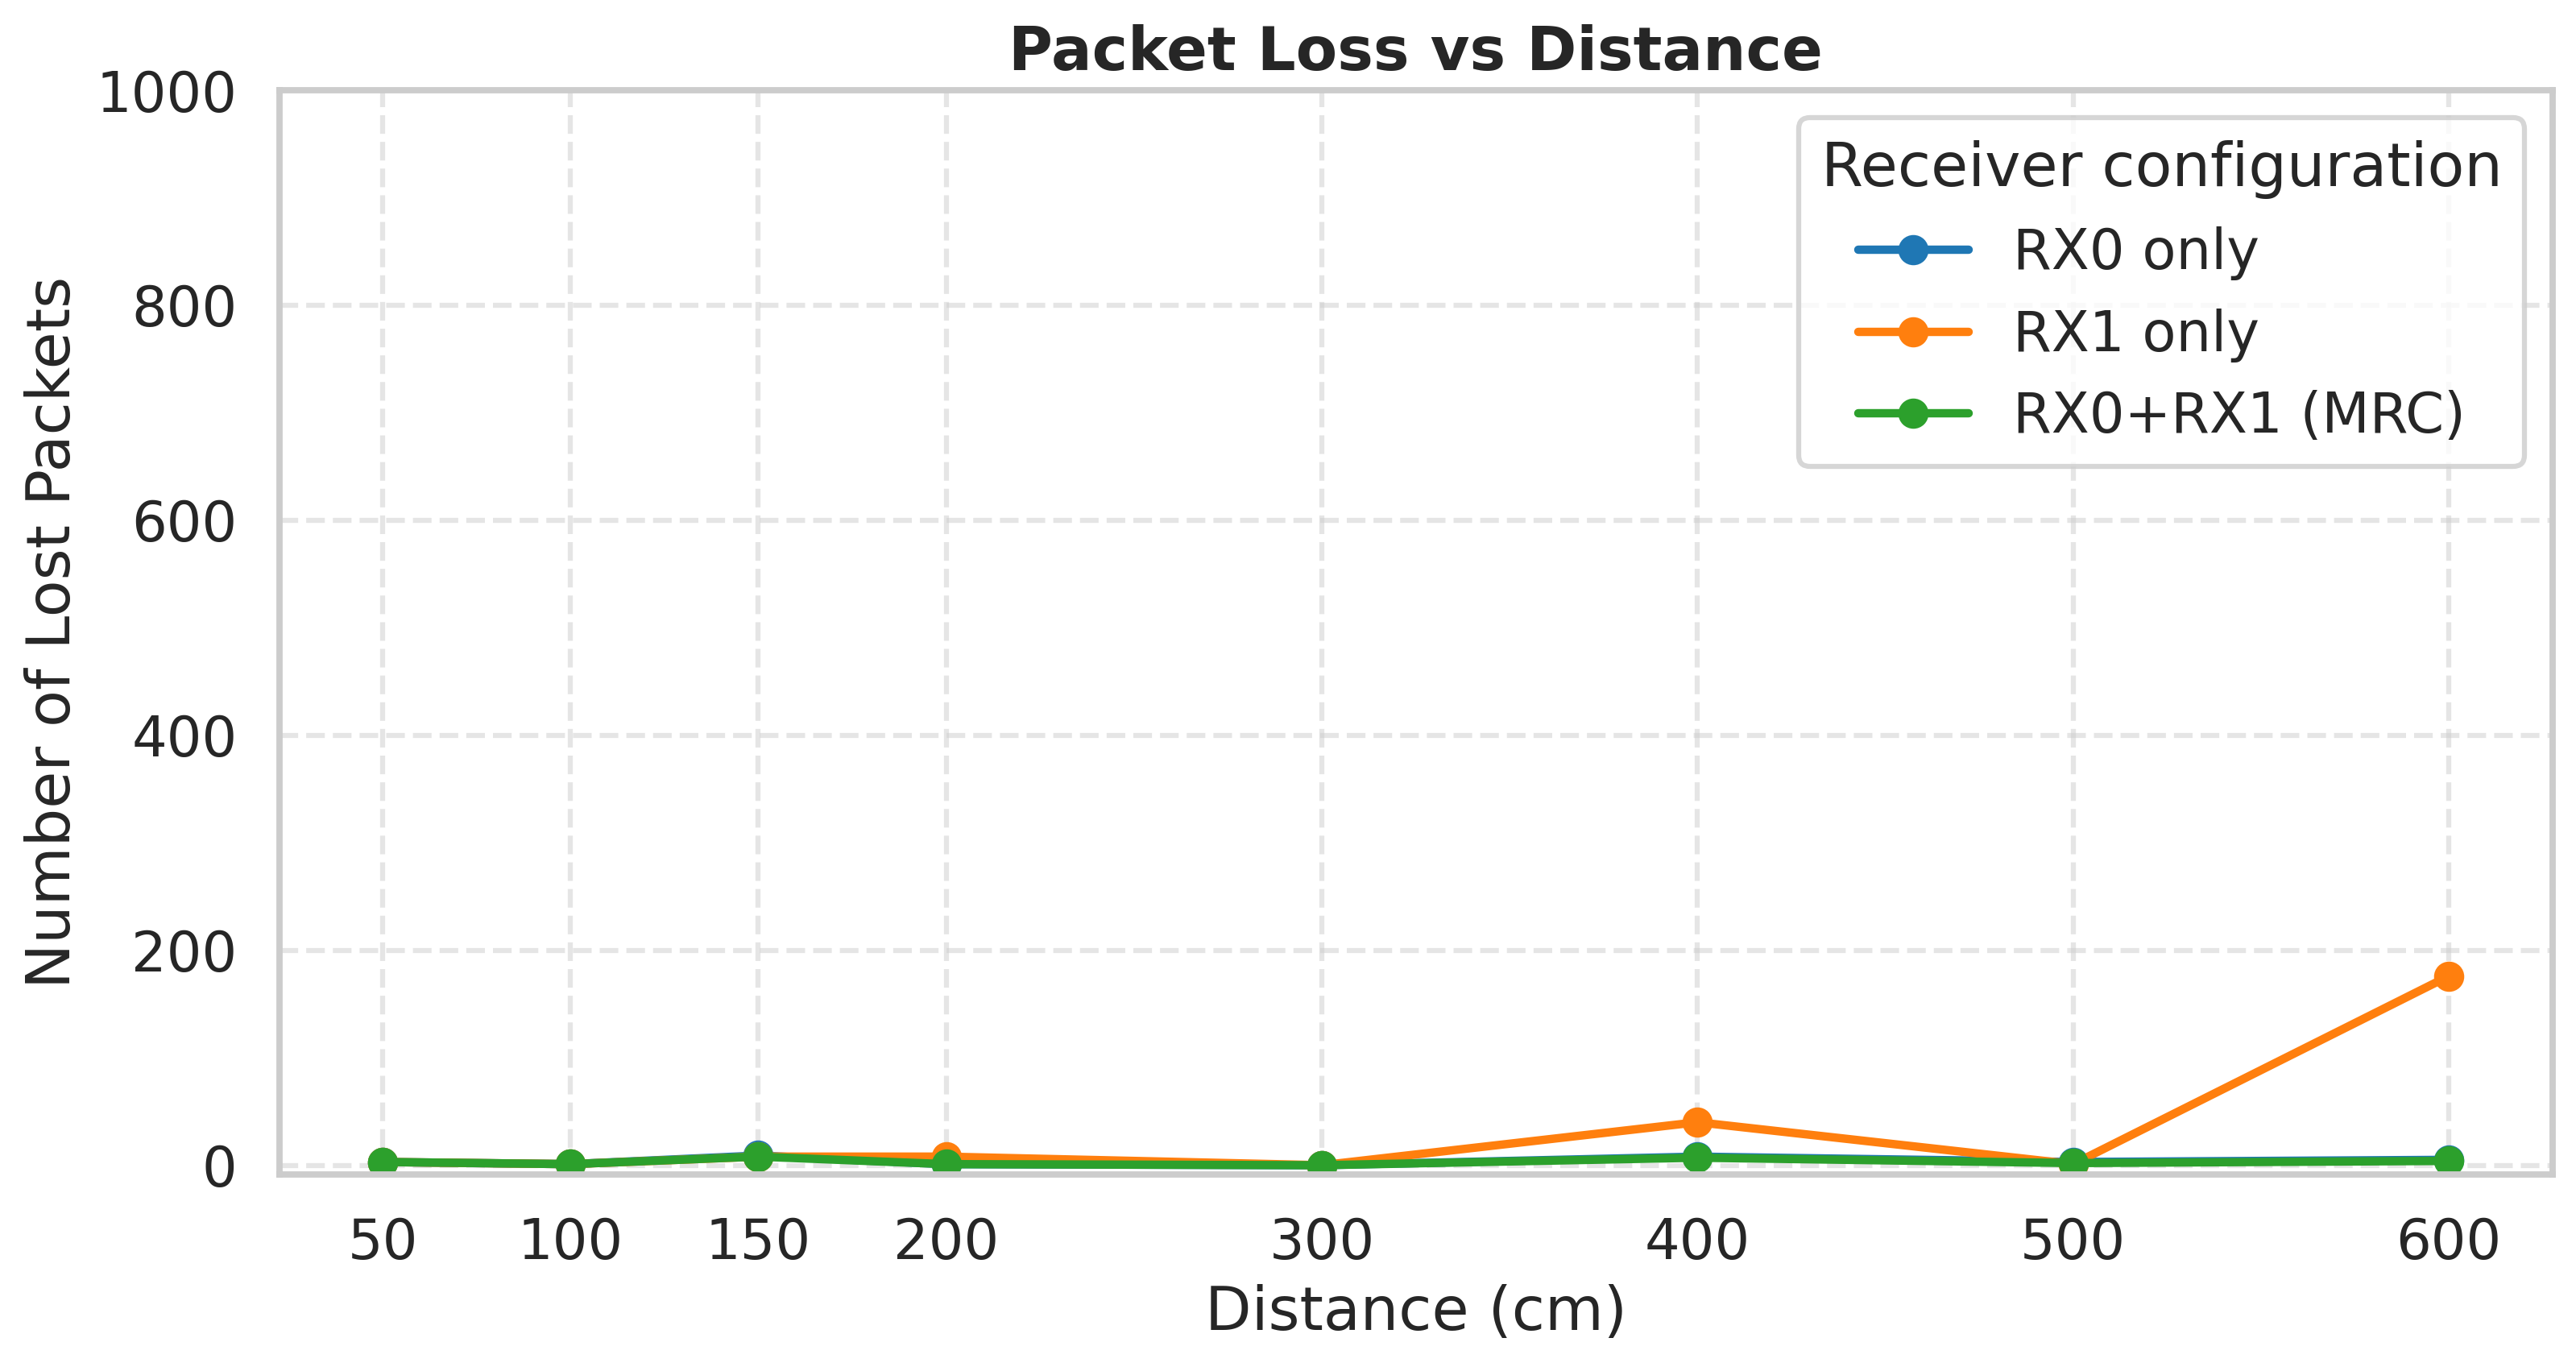 Packet Loss vs Distance
1000
800
600
400
200
0
Number of Lost Packets
Receiver configuration
RX0 only
RX1 only
RX0+RX1 (MRC)
50 100 150 200 300 400 500 600
Distance (cm)